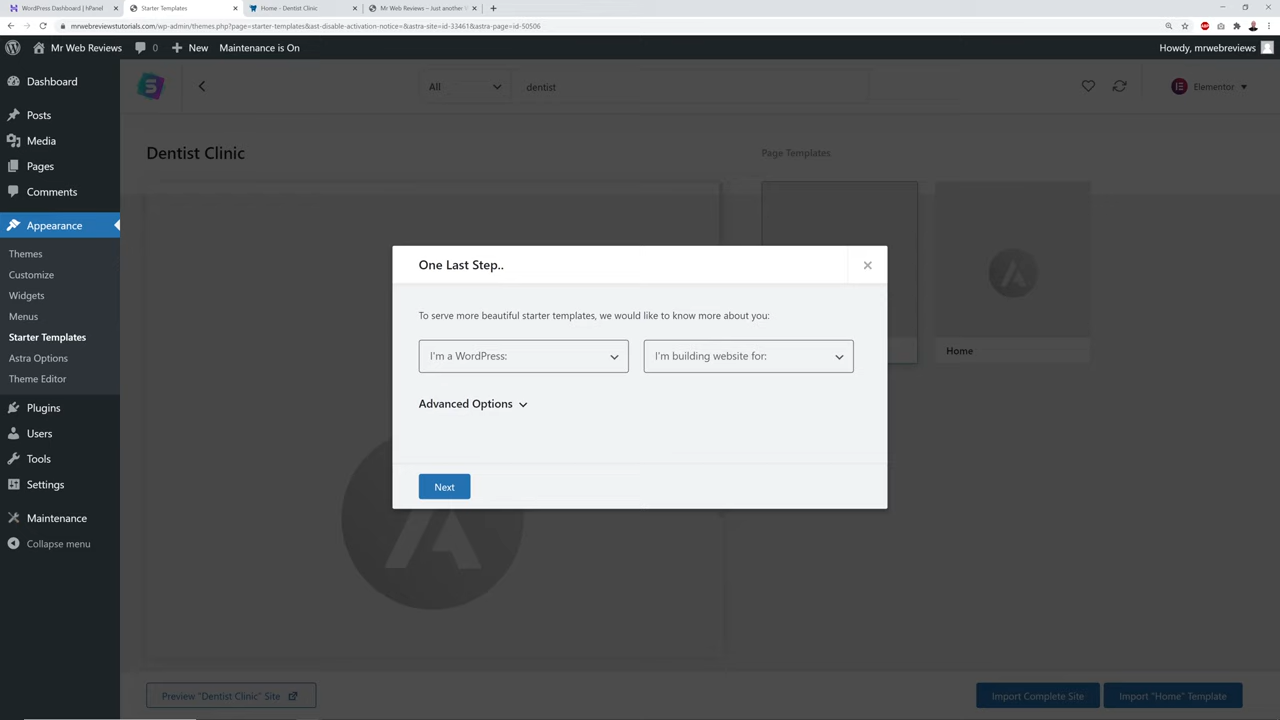 WordPress Dashboard | hPanel
Starter Templates
Home - Dentist Clinic
Mr Web Reviews – Just another
mrwebreviewstutorials.com/wp-admin/themes.php?page=starter-templates&ast-disable-activation-notice=&astra-site=id-33461&astra-page=id-50506
Mr Web Reviews
0
New
Maintenance is On
Howdy, mrwebreviews
Dashboard
Posts
Media
Pages
Comments
Appearance
Themes
Customize
Widgets
Menus
Starter Templates
Astra Options
Theme Editor
Plugins
Users
Tools
Settings
Maintenance
Collapse menu
All
dentist
Elementor
Dentist Clinic
Page Templates
Home
One Last Step..
To serve more beautiful starter templates, we would like to know more about you:
I'm a WordPress:
I'm building website for:
Advanced Options
Next
Preview "Dentist Clinic" Site
Import Complete Site
Import "Home" Template